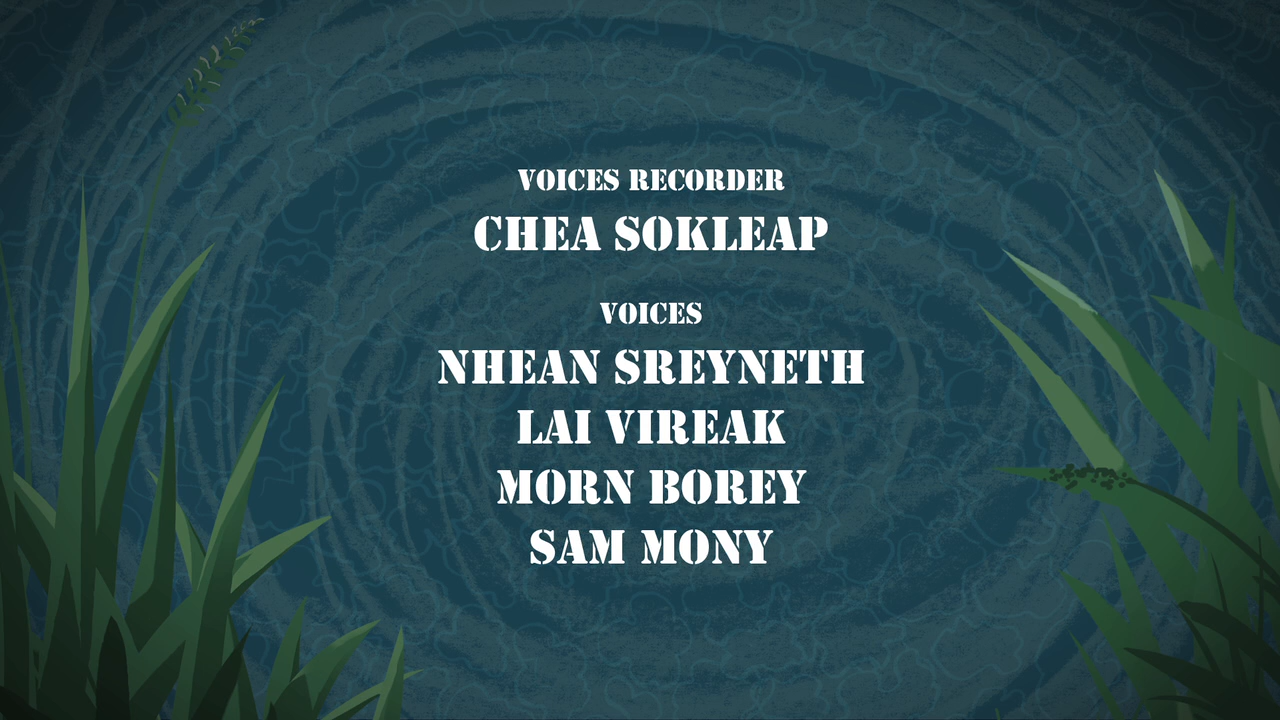 VOICES RECORDER
CHEA SOKLEAP
VOICES
NHEAN SREYNETH
LAI VIREAK
MORN BOREY
SAM MONY